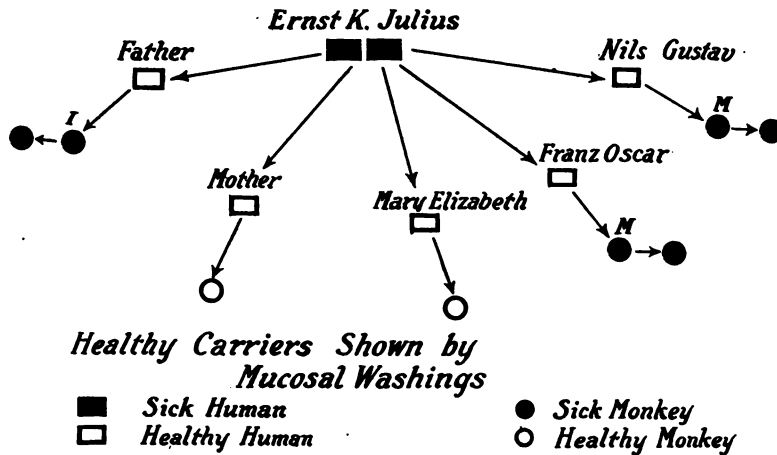 Ernst K. Julius
Father
Nils Gustav
I
M
Franz Oscar
Mother
Mary Elizabeth
M
Healthy Carriers Shown by
Mucosal Washings
Sick Human
Sick Monkey
Healthy Human
Healthy Monkey